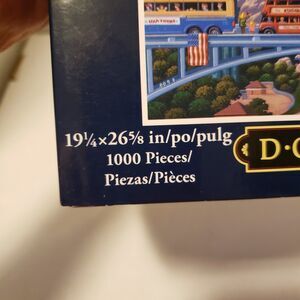 19¼×26⅝ in/po/pulg
1000 Pieces/
Piezas/Pièces
D·